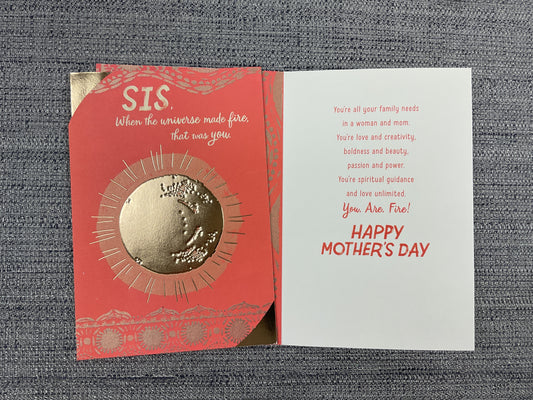 SIS,
When the universe made fire,
that was you.
You're all your family needs
in a woman and mom.
You're love and creativity,
boldness and beauty,
passion and power.
You're spiritual guidance
and love unlimited.
You. Are. Fire!
HAPPY
MOTHER'S DAY